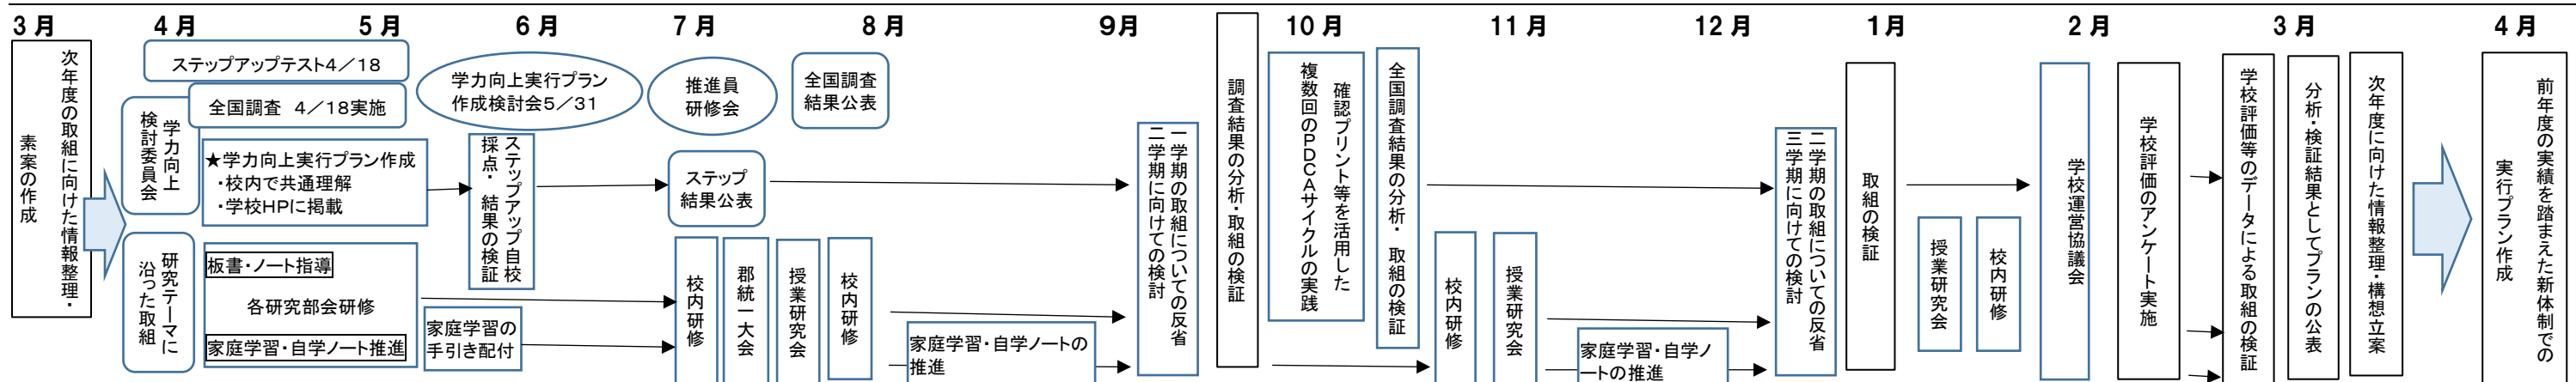 3月
4月
5月
6月
7月
8月
9月
10月
11月
12月
1月
2月
3月
4月
次年度の取組に向けた情報整理・
素案の作成
ステップアップテスト4／18
全国調査　4／18実施
学力向上
検討委員会
★学力向上実行プラン作成
・校内で共通理解
・学校HPに掲載
研究テーマに
沿った取組
板書・ノート指導
各研究部会研修
家庭学習・自学ノート推進
学力向上実行プラン
作成検討会5／31
ステップアップ自校
採点・　結果の検証
家庭学習の
手引き配付
推進員
研修会
ステップ
結果公表
全国調査
結果公表
校内研修
郡統一大会
授業研究会
校内研修
家庭学習・自学ノートの
推進
一学期の取組についての反省
二学期に向けての検討
調査結果の分析・取組の検証
確認プリント等を活用した
複数回のPDCAサイクルの実践
全国調査結果の分析・　取組の検証
校内研修
授業研究会
家庭学習・自学ノ
ートの推進
二学期の取組についての反省
三学期に向けての検討
取組の検証
授業研究会
校内研修
学校運営協議会
学校評価のアンケート実施
学校評価等のデータによる取組の検証
分析・検証結果としてプランの公表
次年度に向けた情報整理・構想立案
前年度の実績を踏まえた新体制での
実行プラン作成